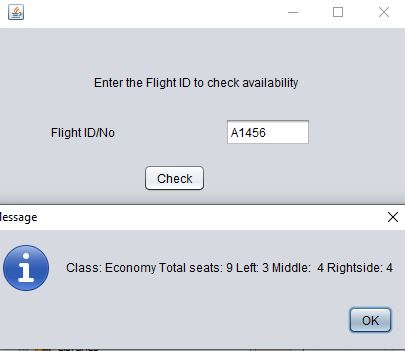 Enter the Flight ID to check availability
Flight ID/No
A1456
Check
Message
Class: Economy Total seats: 9 Left: 3 Middle: 4 Rightside: 4
OK